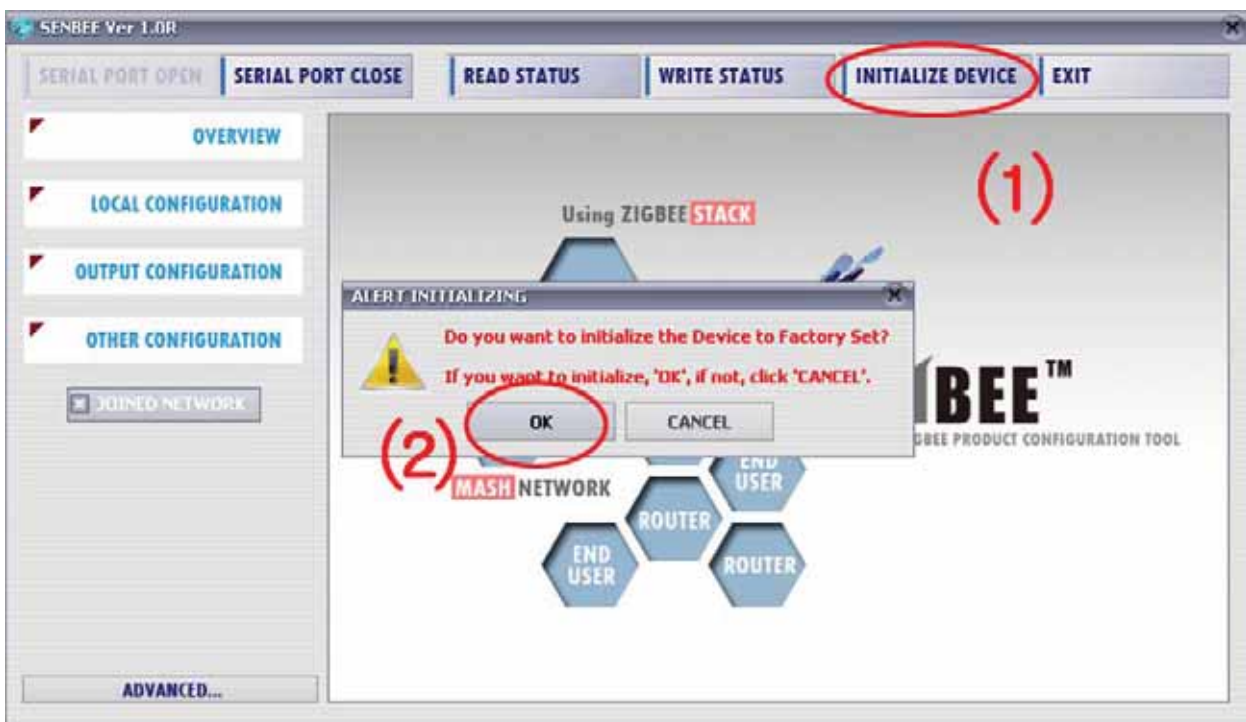 SENBEE Ver 1.0R
SERIAL PORT OPEN SERIAL PORT CLOSE READ STATUS WRITE STATUS INITIALIZE DEVICE EXIT
OVERVIEW
LOCAL CONFIGURATION
OUTPUT CONFIGURATION
OTHER CONFIGURATION
JOINED NETWORK
ADVANCED...
(1)
Using ZIGBEE STACK
ALERT INITIALIZING
Do you want to initialize the Device to Factory Set?
If you want to initialize, 'OK', if not, click 'CANCEL'.
OK CANCEL
(2)
BEE™
GBEE PRODUCT CONFIGURATION TOOL
MASH NETWORK
END
USER
ROUTER
END
USER
ROUTER